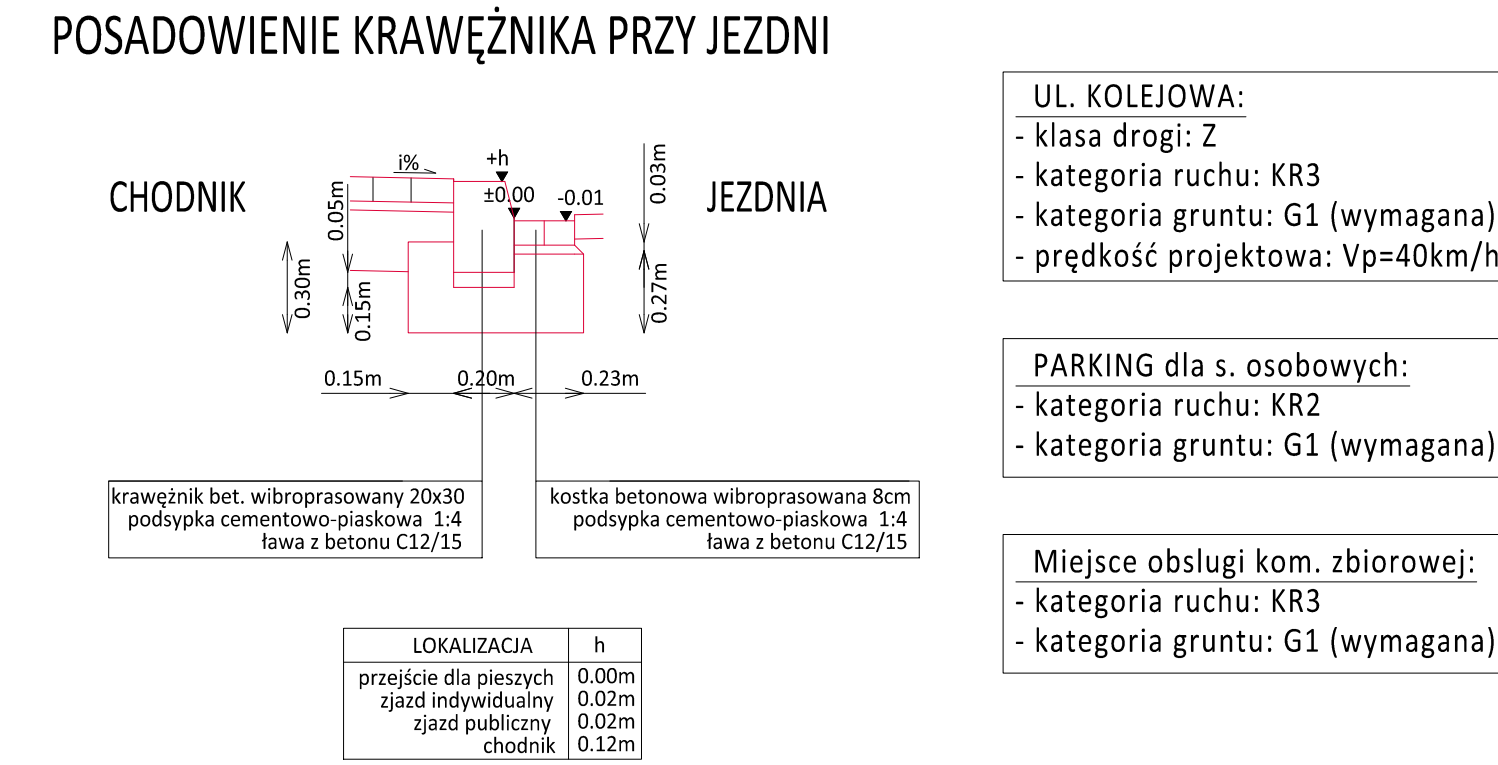 POSADOWIENIE KRAWĘŻNIKA PRZY JEZDNI
CHODNIK
i%
+h
±0.00
-0.01
JEZDNIA
0.03m
0.05m
0.30m
0.15m
0.27m
0.15m
0.20m
0.23m
krawężnik bet. wibroprasowany 20x30
podsypka cementowo-piaskowa 1:4
ława z betonu C12/15
kostka betonowa wibroprasowana 8cm
podsypka cementowo-piaskowa 1:4
ława z betonu C12/15
LOKALIZACJA h
przejście dla pieszych 0.00m
zjazd indywidualny 0.02m
zjazd publiczny 0.02m
chodnik 0.12m
UL. KOLEJOWA:
- klasa drogi: Z
- kategoria ruchu: KR3
- kategoria gruntu: G1 (wymagana)
- prędkość projektowa: Vp=40km/h
PARKING dla s. osobowych:
- kategoria ruchu: KR2
- kategoria gruntu: G1 (wymagana)
Miejsce obslugi kom. zbiorowej:
- kategoria ruchu: KR3
- kategoria gruntu: G1 (wymagana)